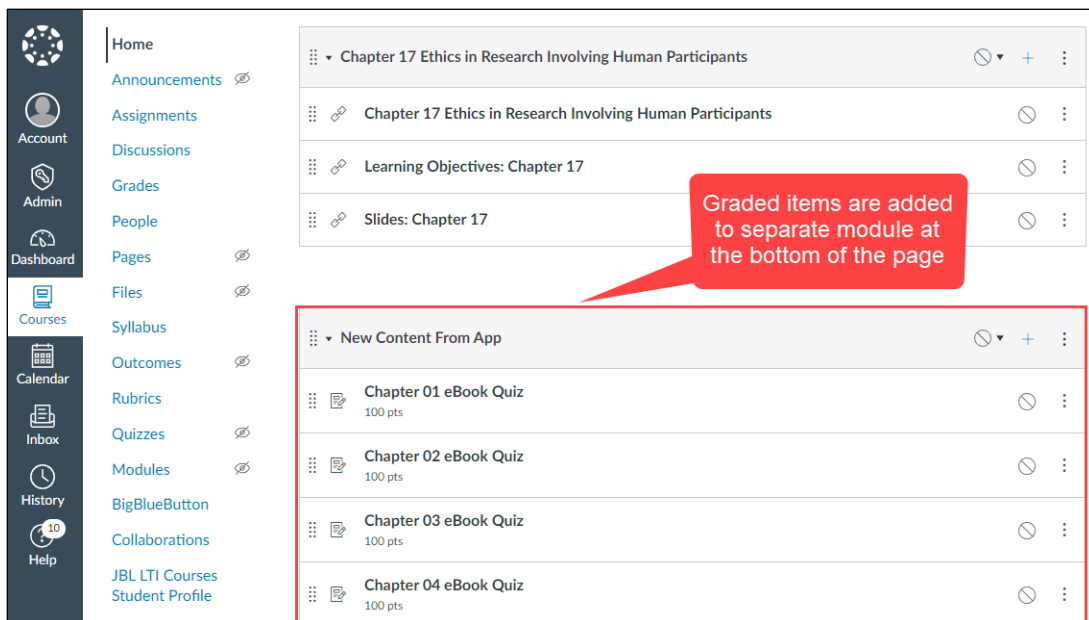 Account
Admin
Dashboard
Courses
Calendar
Inbox
History
10
Help
Home
Announcements
Assignments
Discussions
Grades
People
Pages
Files
Syllabus
Outcomes
Rubrics
Quizzes
Modules
BigBlueButton
Collaborations
JBL LTI Courses
Student Profile
Chapter 17 Ethics in Research Involving Human Participants
Chapter 17 Ethics in Research Involving Human Participants
Learning Objectives: Chapter 17
Slides: Chapter 17
Graded items are added
to separate module at
the bottom of the page
New Content From App
Chapter 01 eBook Quiz
100 pts
Chapter 02 eBook Quiz
100 pts
Chapter 03 eBook Quiz
100 pts
Chapter 04 eBook Quiz
100 pts